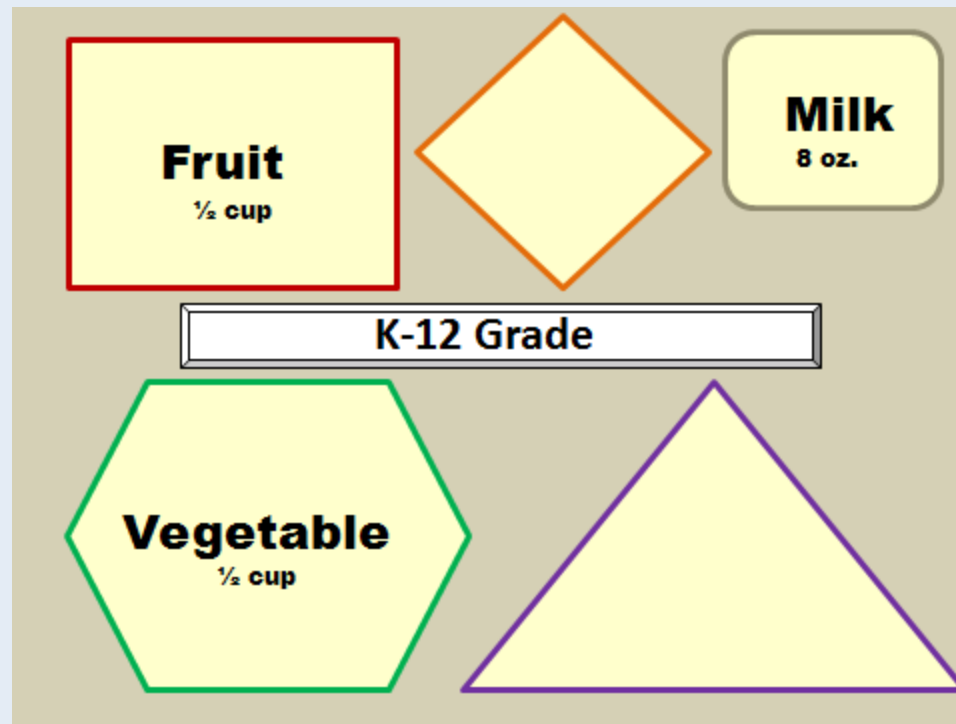 Fruit
½ cup
Milk
8 oz.
K-12 Grade
Vegetable
½ cup